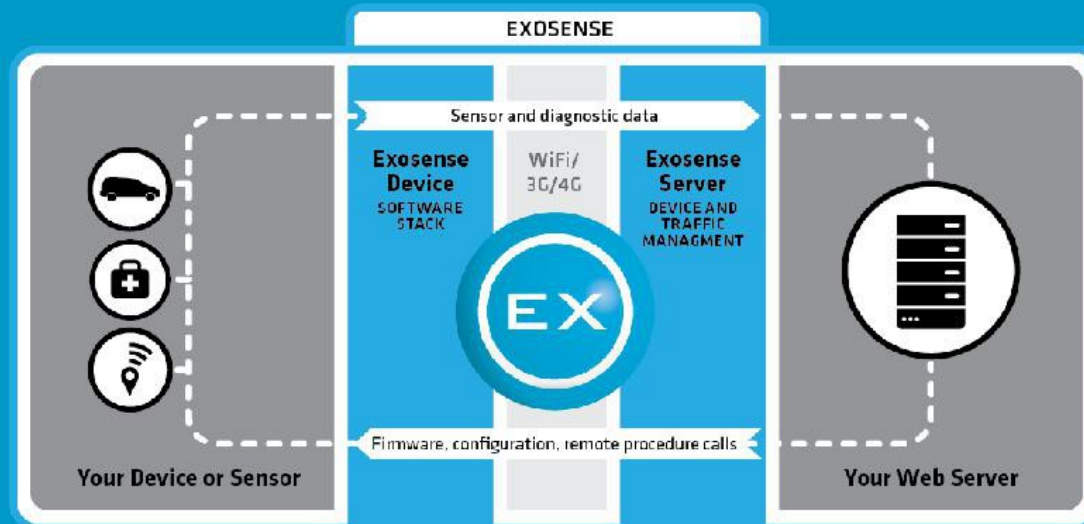 EXOSENSE
Sensor and diagnostic data
Exosense
Device
SOFTWARE
STACK
WiFi/
3G/4G
Exosense
Server
DEVICE AND
TRAFFIC
MANAGMENT
EX
Firmware, configuration, remote procedure calls
Your Device or Sensor
Your Web Server